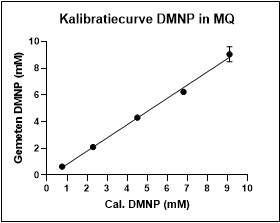 Kalibratiecurve DMNP in MQ
Gemeten DMNP (mM)
10
8
6
4
2
0
0 1 2 3 4 5 6 7 8 9 10
Cal. DMNP (mM)